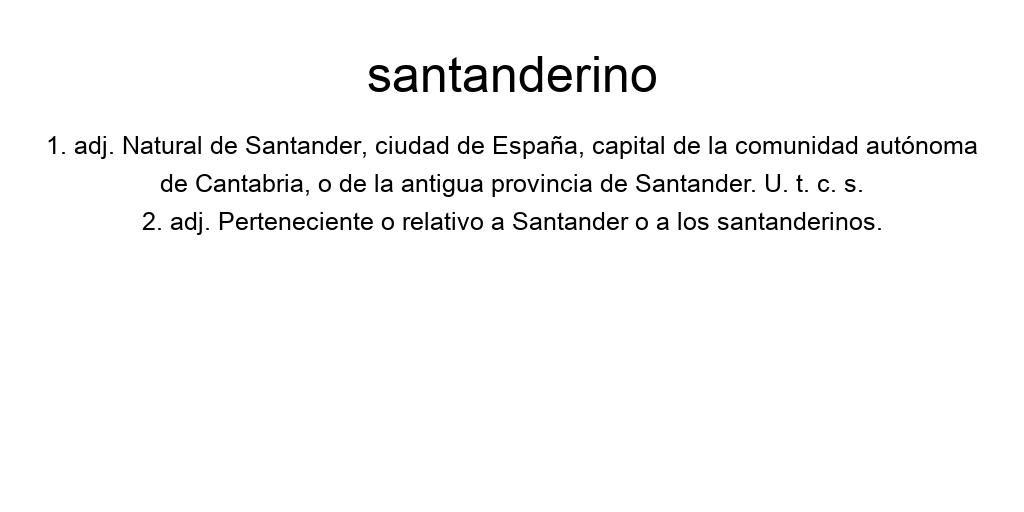 santanderino
1. adj. Natural de Santander, ciudad de España, capital de la comunidad autónoma
de Cantabria, o de la antigua provincia de Santander. U. t. c. s.
2. adj. Perteneciente o relativo a Santander o a los santanderinos.